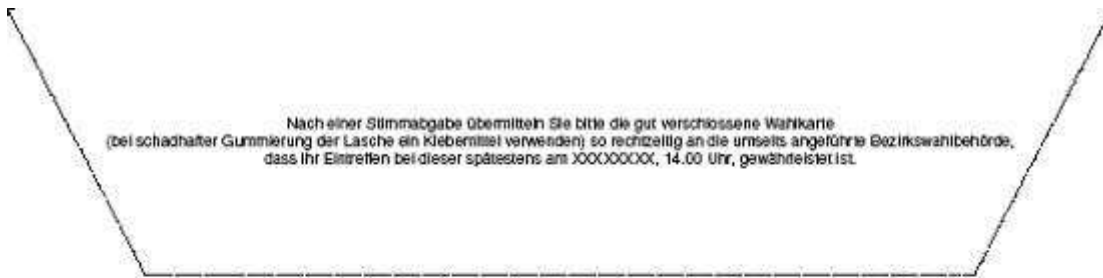 Nach einer Stimmabgabe übermitteln Sie bitte die gut verschlossene Wahlkarte
(bei schadhafter Gummierung der Lasche ein Klebemittel verwenden) so rechtzeitig an die umseits angeführte Bezirkswahlbehörde,
dass ihr Eintreffen bei dieser spätestens am XXXXXXXXX, 14.00 Uhr, gewährleistet ist.